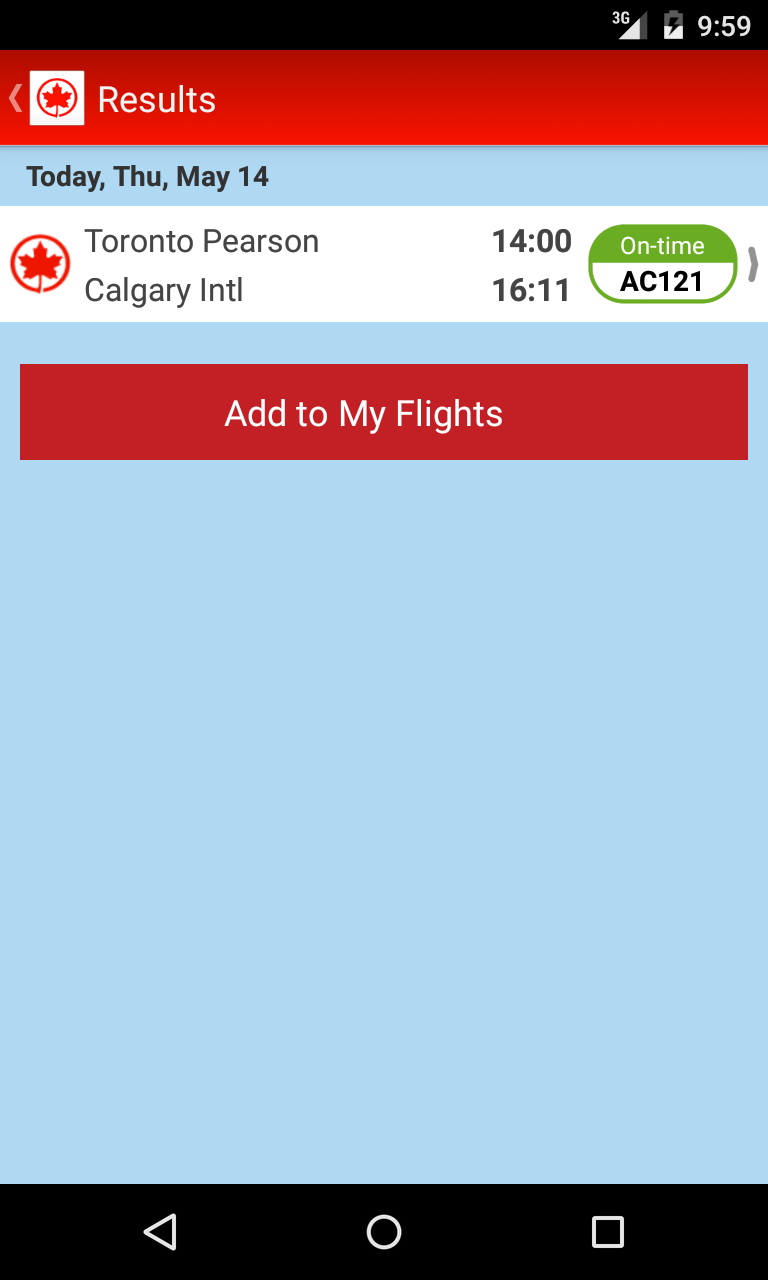 3G 9:59
Results
Today, Thu, May 14
Toronto Pearson 14:00 On-time
Calgary Intl 16:11 AC121
Add to My Flights